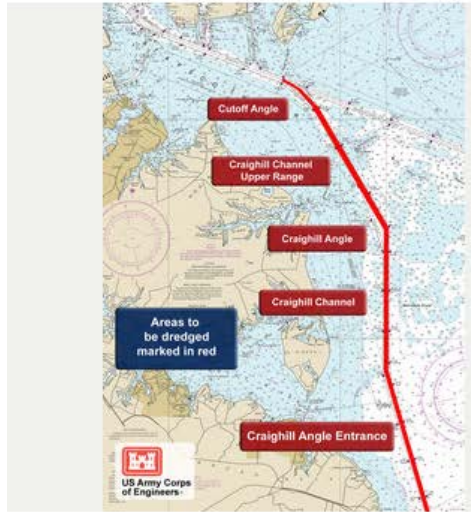 Cutoff Angle
Craighill Channel
Upper Range
Craighill Angle
Craighill Channel
Areas to
be dredged
marked in red
Craighill Angle Entrance
US Army Corps
of Engineers